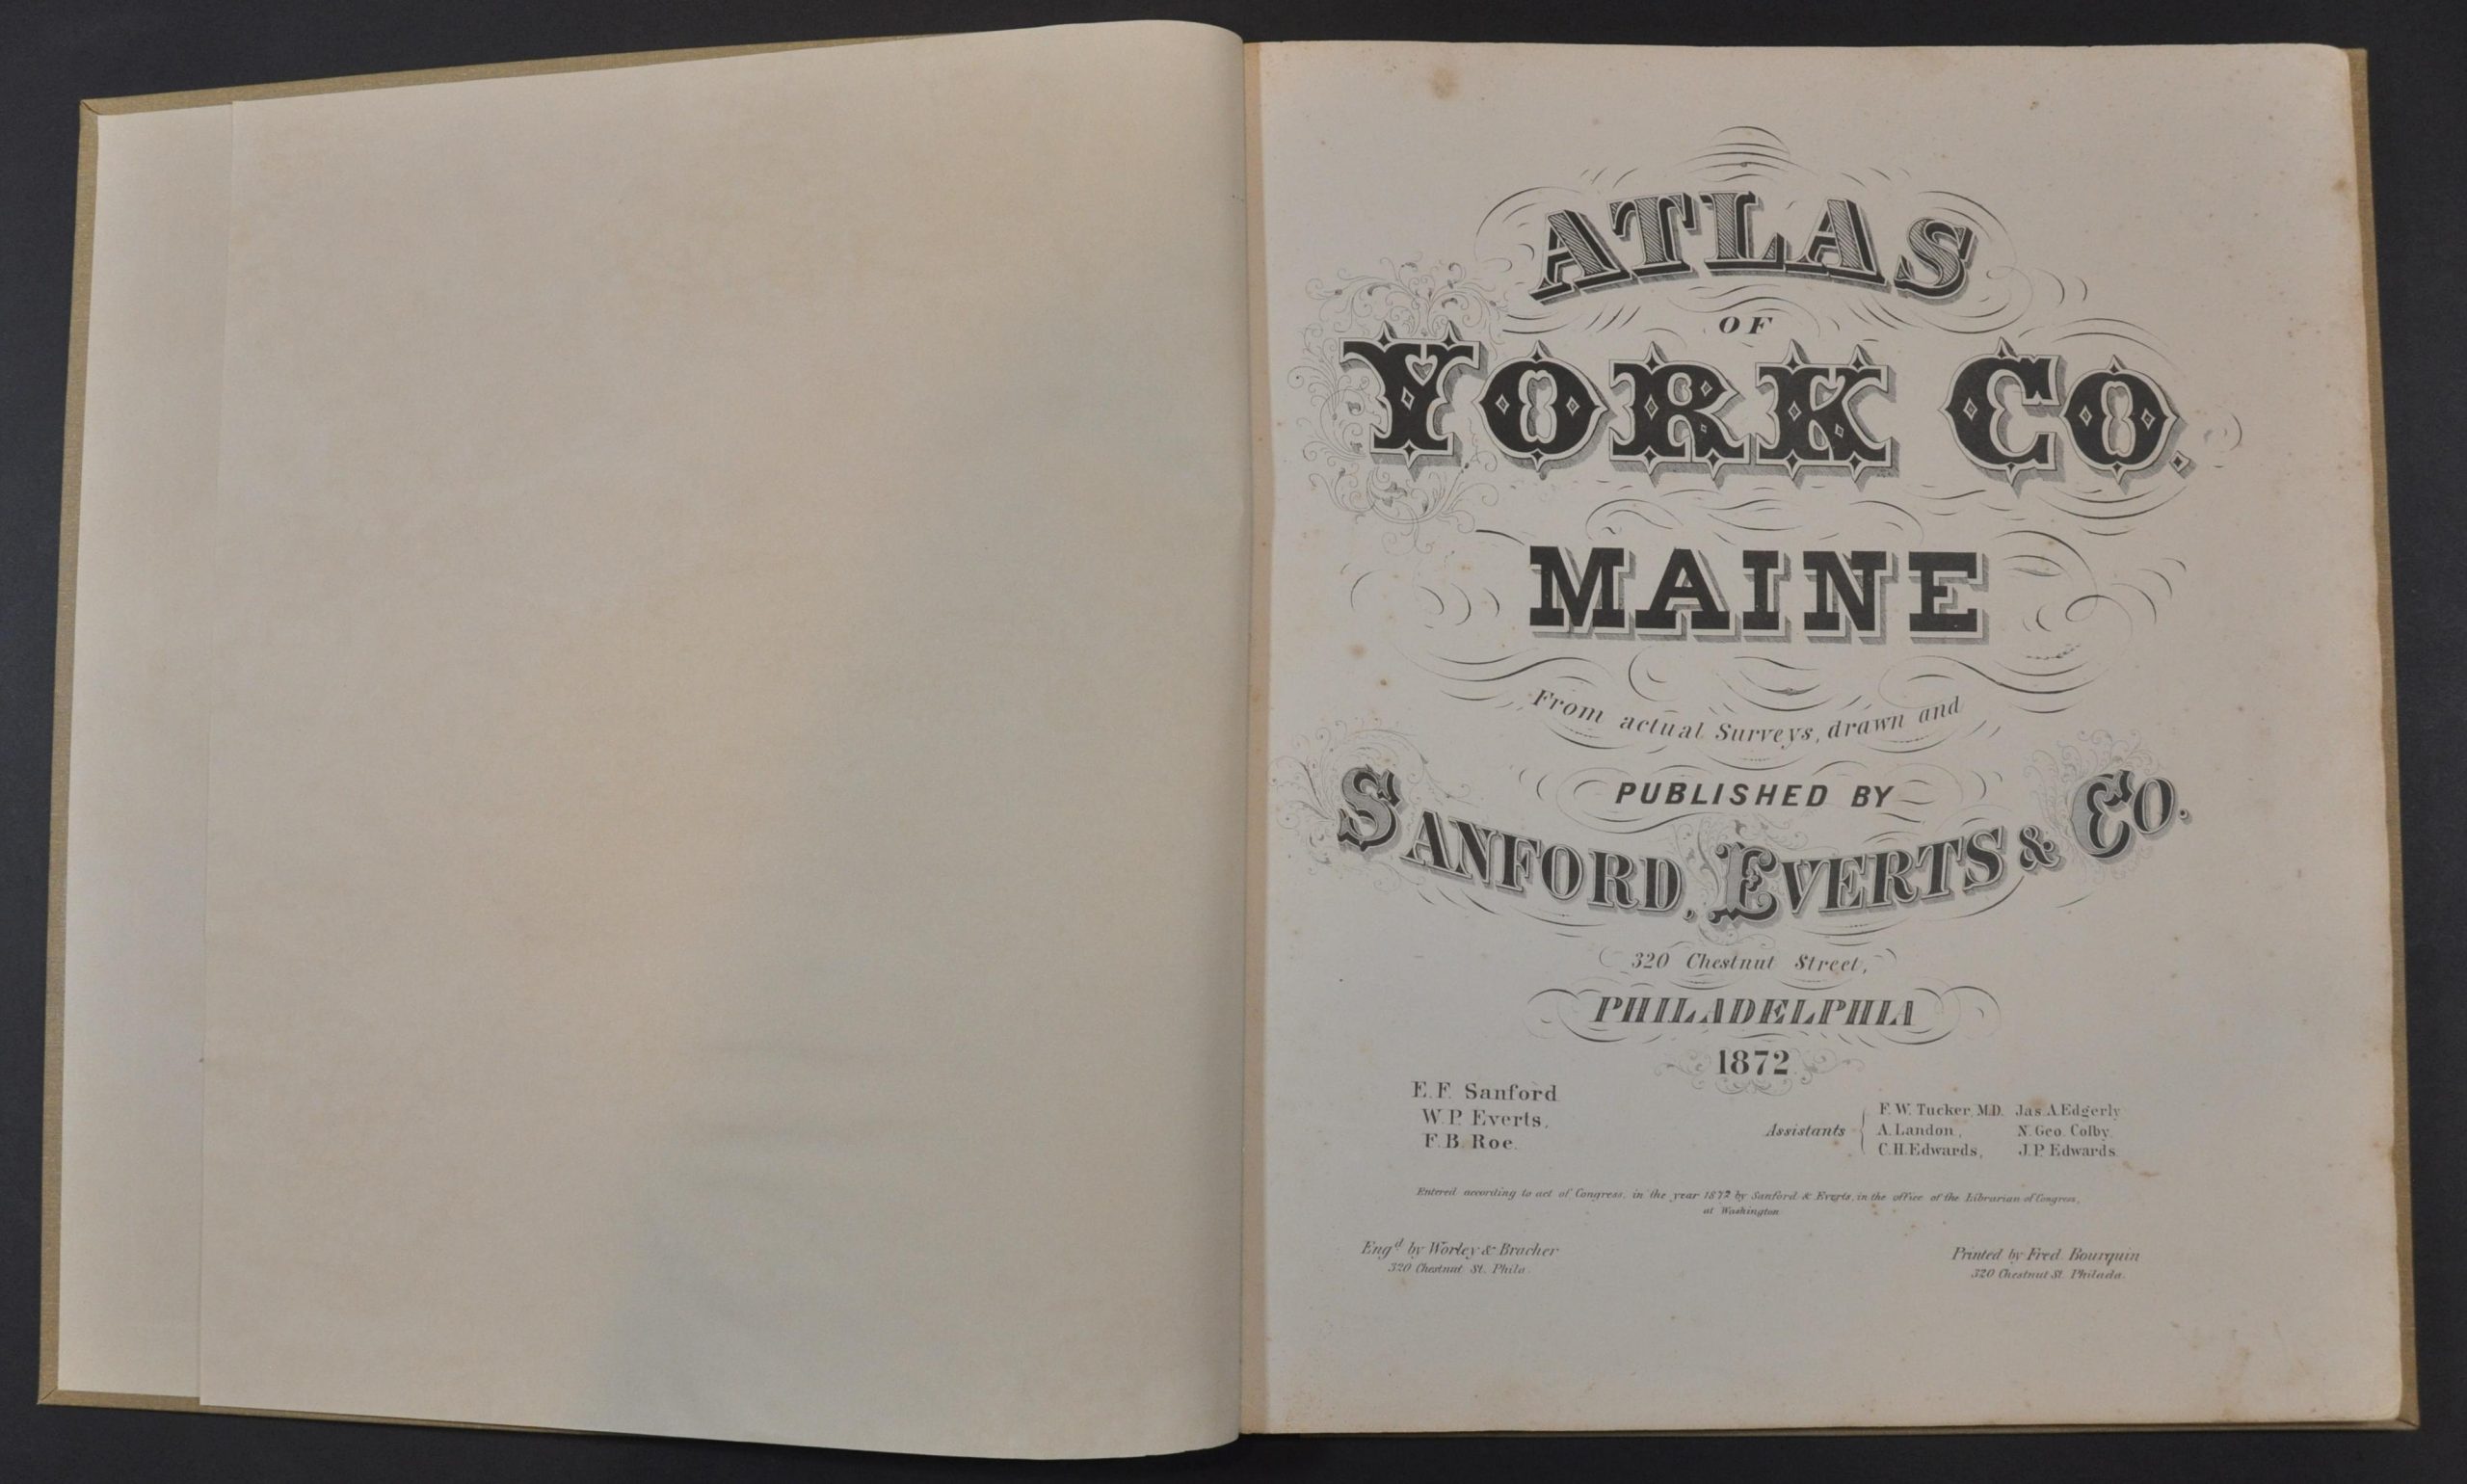 ATLAS
OF
YORK CO.
MAINE
From actual Surveys, drawn and
PUBLISHED BY
SANFORD, EVERTS & CO.
320 Chestnut Street,
PHILADELPHIA
1872
E. F. Sanford
W. P. Everts,
F. B. Roe.
Assistants
F. W. Tucker, M.D. Jas. A. Edgerly
A. Landon, N. Geo. Colby.
C. H. Edwards, J. P. Edwards.
Entered according to act of Congress, in the year 1872 by Sanford & Everts, in the office of the Librarian of Congress,
at Washington
Engd by Worley & Bracher
320 Chestnut St. Phila.
Printed by Fred. Bourquin
320 Chestnut St. Philada.